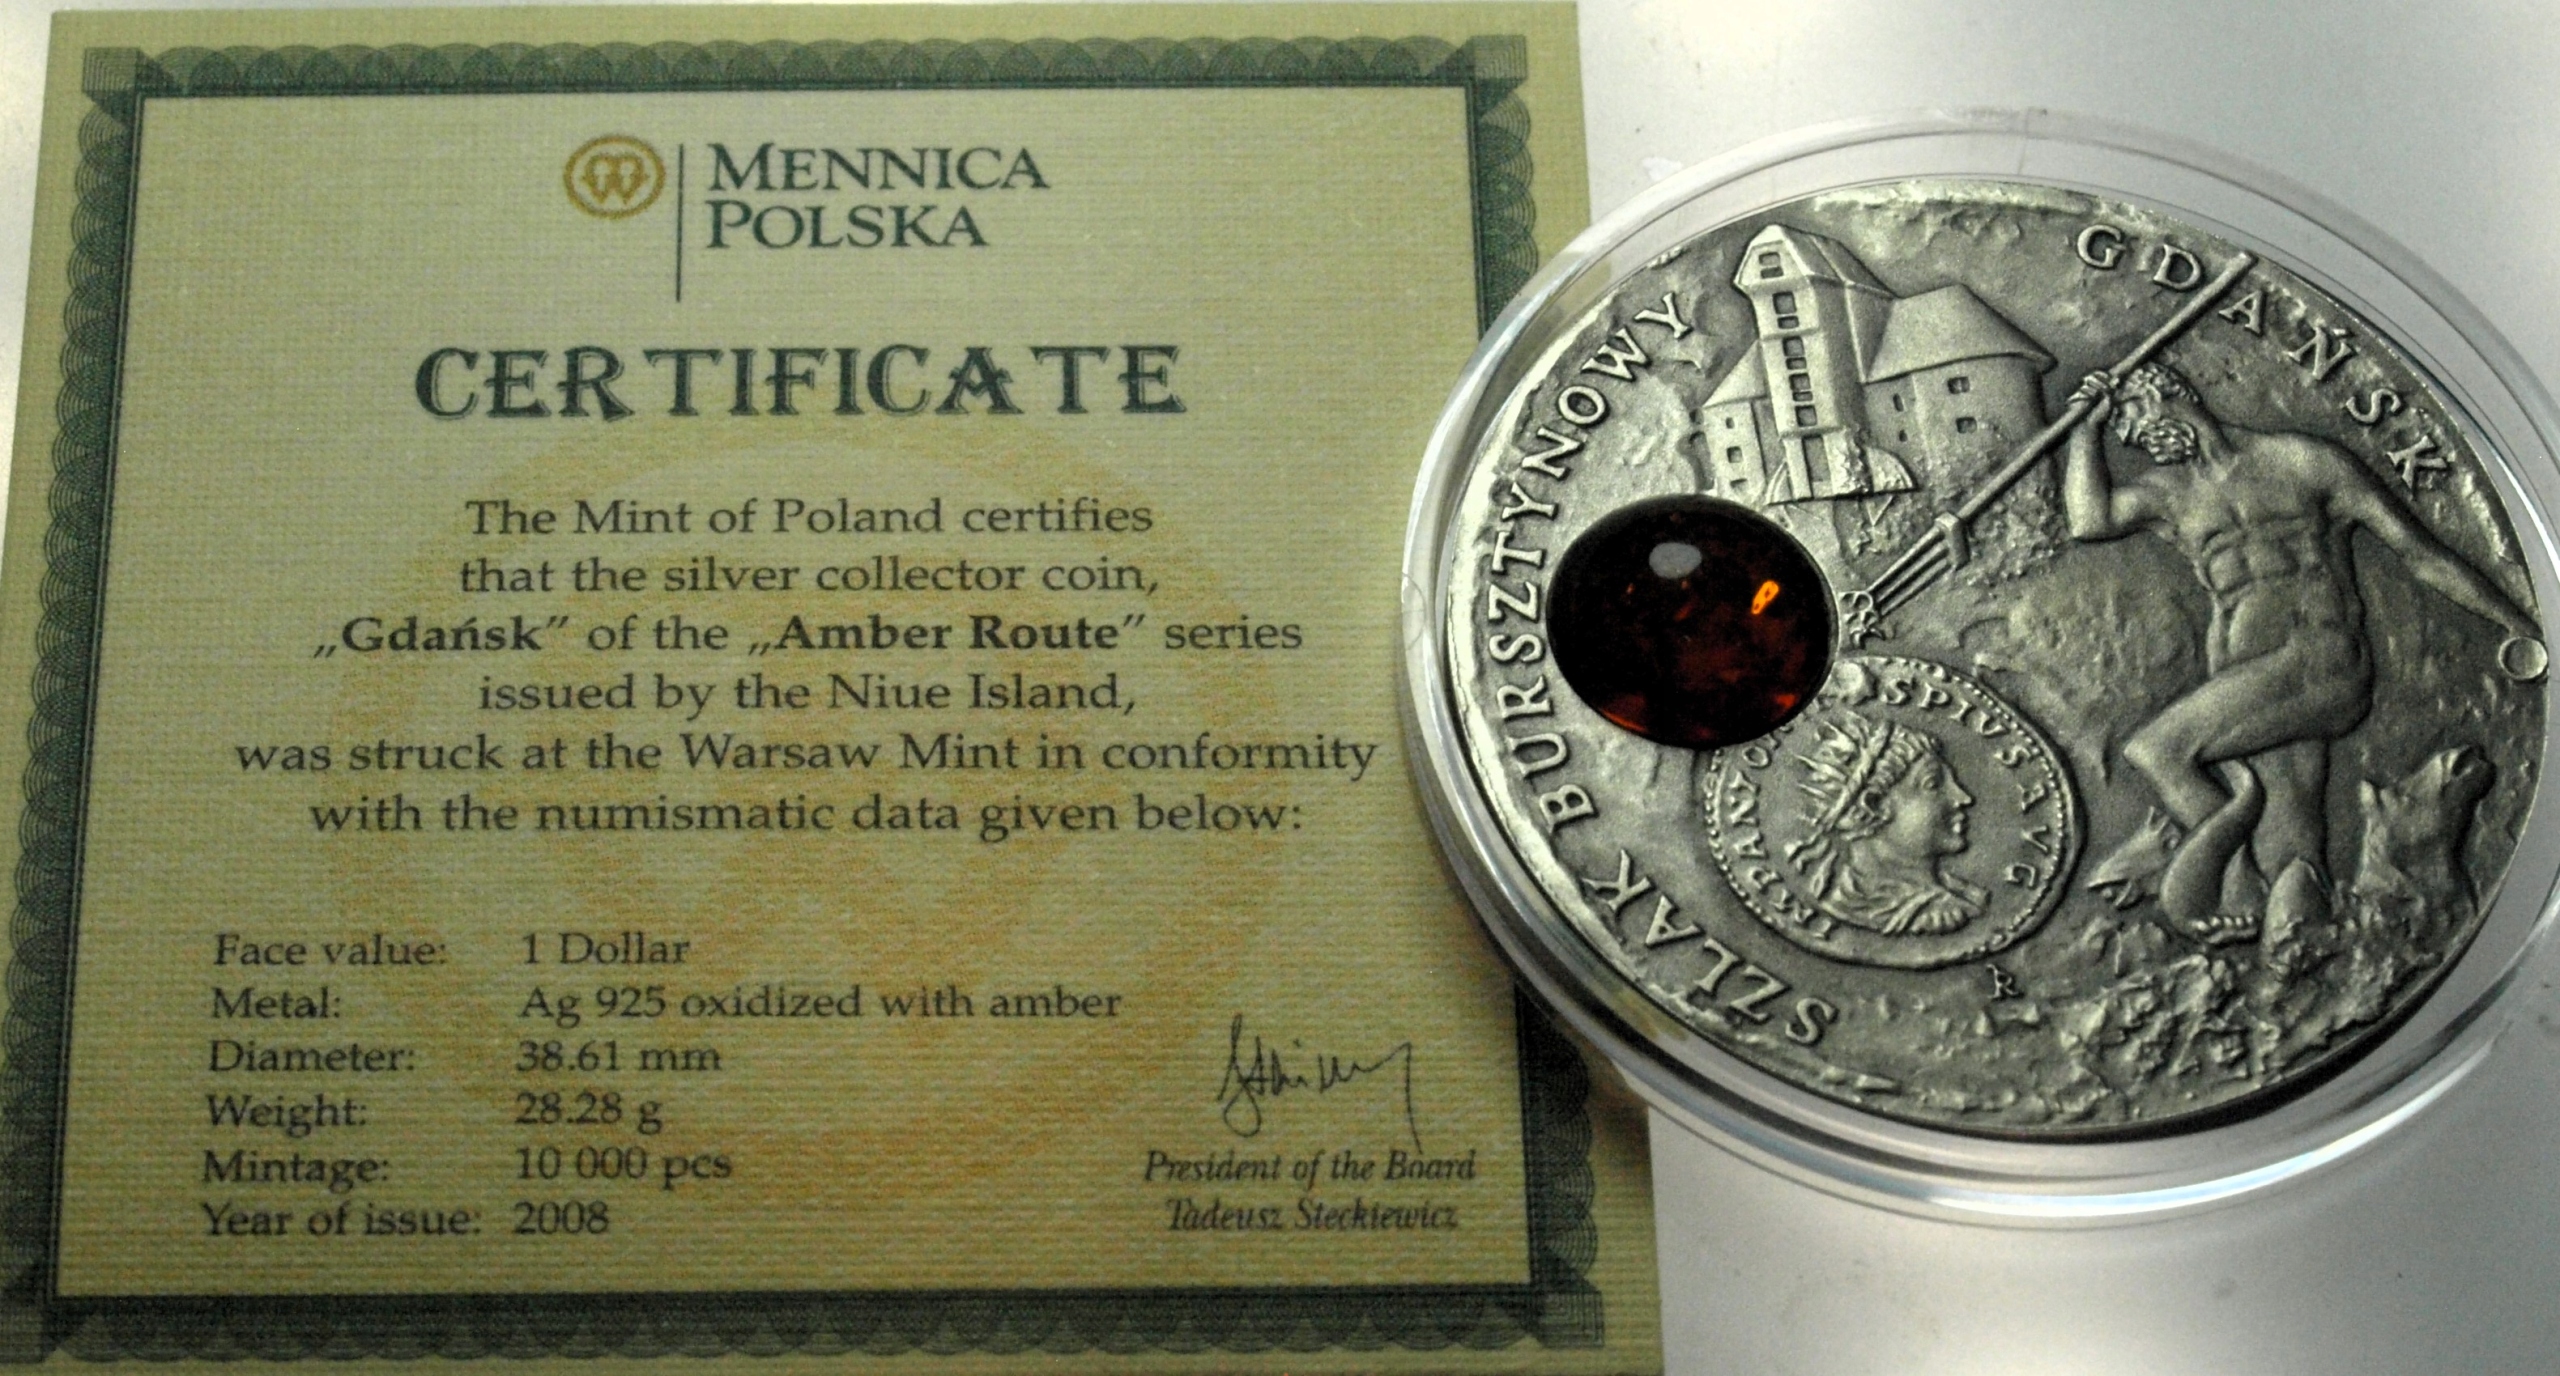 MENNICA
POLSKA
CERTIFICATE
The Mint of Poland certifies
that the silver collector coin,
„Gdańsk” of the „Amber Route” series
issued by the Niue Island,
was struck at the Warsaw Mint in conformity
with the numismatic data given below:
Face value: 1 Dollar
Metal: Ag 925 oxidized with amber
Diameter: 38.61 mm
Weight: 28.28 g
Mintage: 10 000 pcs
Year of issue: 2008
President of the Board
Tadeusz Steckiewicz
SZLAK BURSZTYNOWY
GDAŃSK
SPIVS AVG